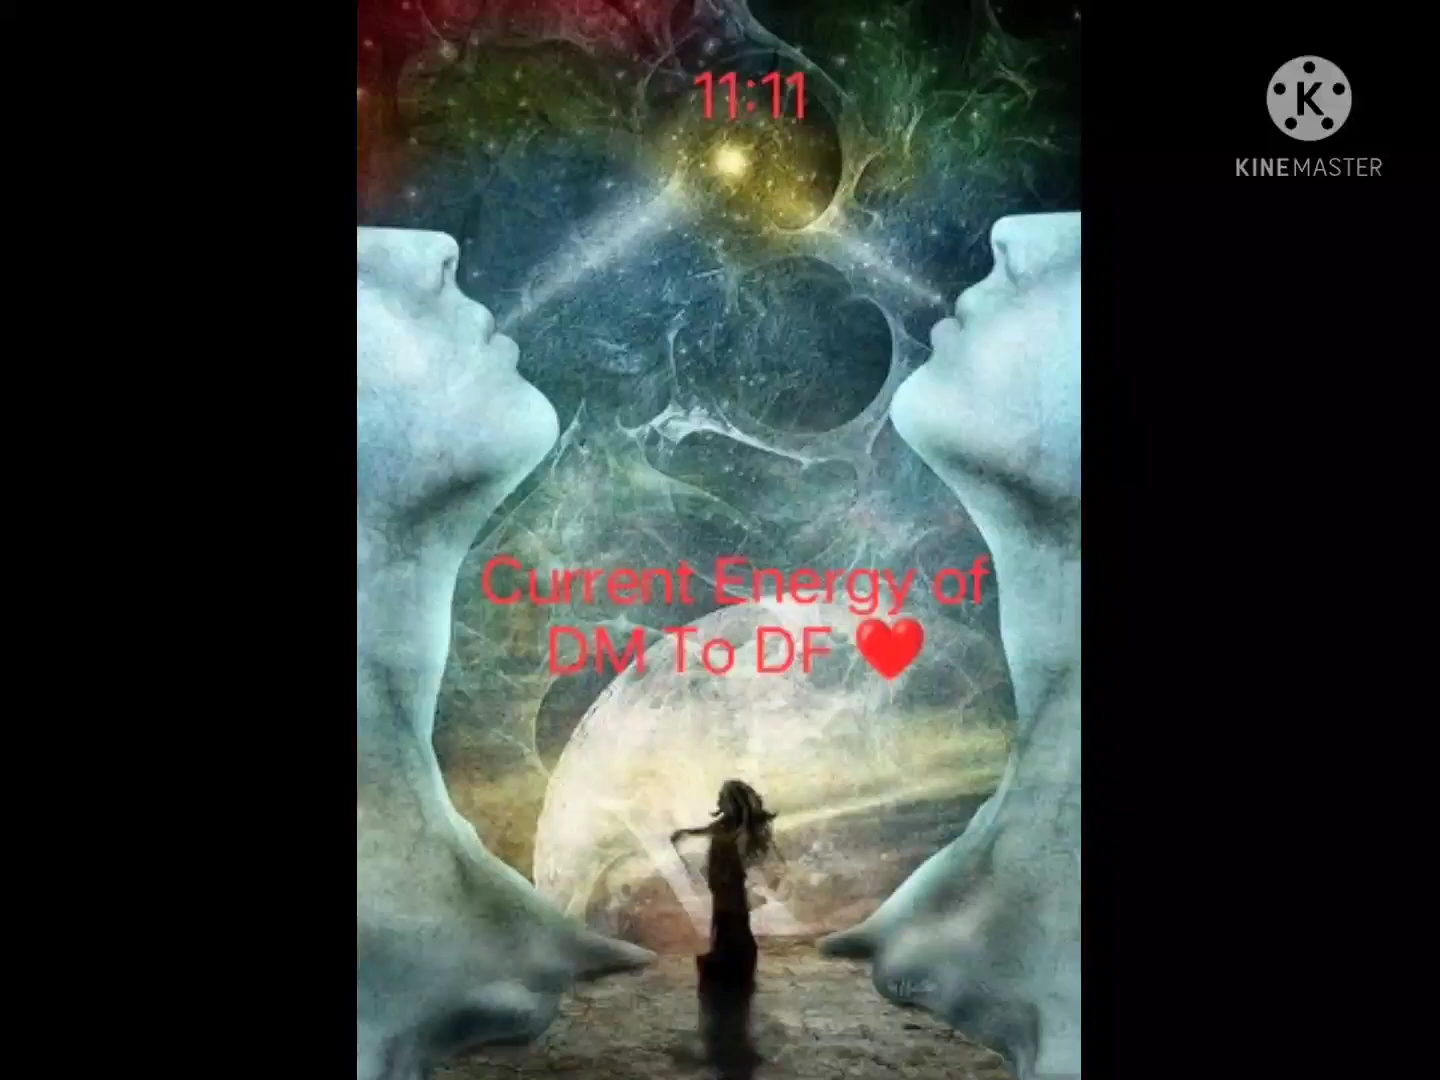 11:11
K
KINEMASTER
Current Energy of
DM To DF ❤️